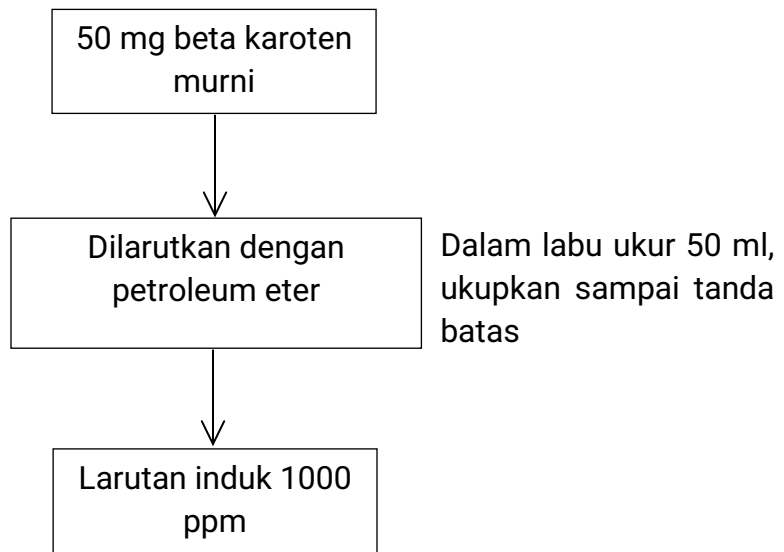 50 mg beta karoten
murni
Dilarutkan dengan
petroleum eter
Dalam labu ukur 50 ml,
ukupkan sampai tanda
batas
Larutan induk 1000
ppm